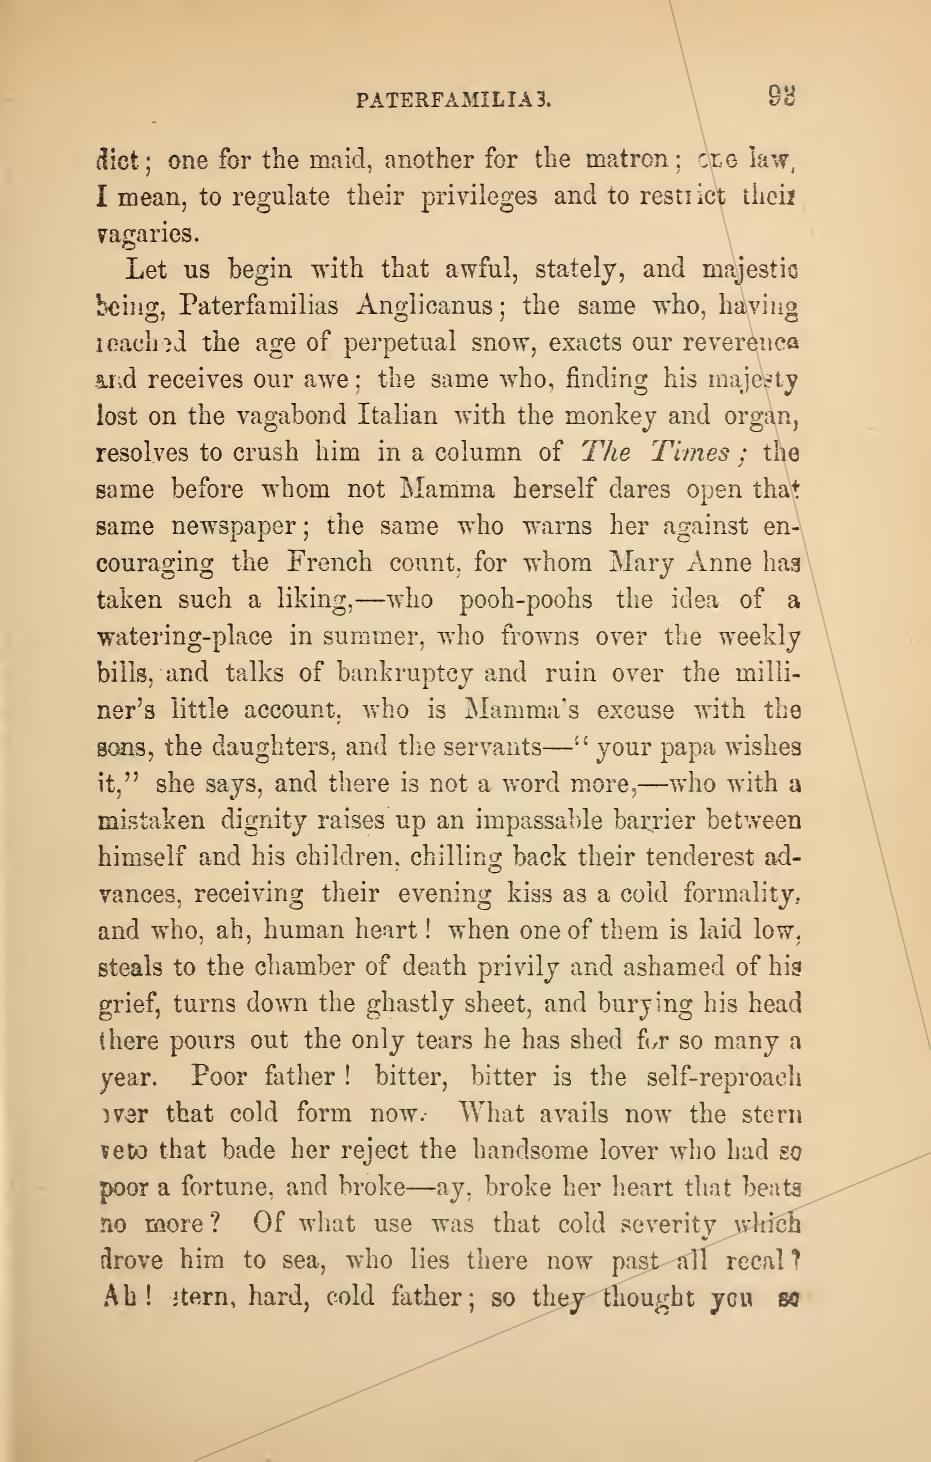 PATERFAMILIAS. 93
dict; one for the maid, another for the matron; one law,
I mean, to regulate their privileges and to restrict their
vagaries.
Let us begin with that awful, stately, and majestic
being, Paterfamilias Anglicanus; the same who, having
reached the age of perpetual snow, exacts our reverence
and receives our awe; the same who, finding his majesty
lost on the vagabond Italian with the monkey and organ,
resolves to crush him in a column of The Times; the
same before whom not Mamma herself dares open that
same newspaper; the same who warns her against en-
couraging the French count, for whom Mary Anne has
taken such a liking,—who pooh-poohs the idea of a
watering-place in summer, who frowns over the weekly
bills, and talks of bankruptcy and ruin over the milli-
ner's little account, who is Mamma's excuse with the
sons, the daughters, and the servants—"your papa wishes
it," she says, and there is not a word more,—who with a
mistaken dignity raises up an impassable barrier between
himself and his children, chilling back their tenderest ad-
vances, receiving their evening kiss as a cold formality,
and who, ah, human heart! when one of them is laid low,
steals to the chamber of death privily and ashamed of his
grief, turns down the ghastly sheet, and burying his head
there pours out the only tears he has shed for so many a
year. Poor father! bitter, bitter is the self-reproach
over that cold form now. What avails now the stern
veto that bade her reject the handsome lover who had so
poor a fortune, and broke—ay, broke her heart that beats
no more? Of what use was that cold severity which
drove him to sea, who lies there now past all recal?
Ah! stern, hard, cold father; so they thought you so